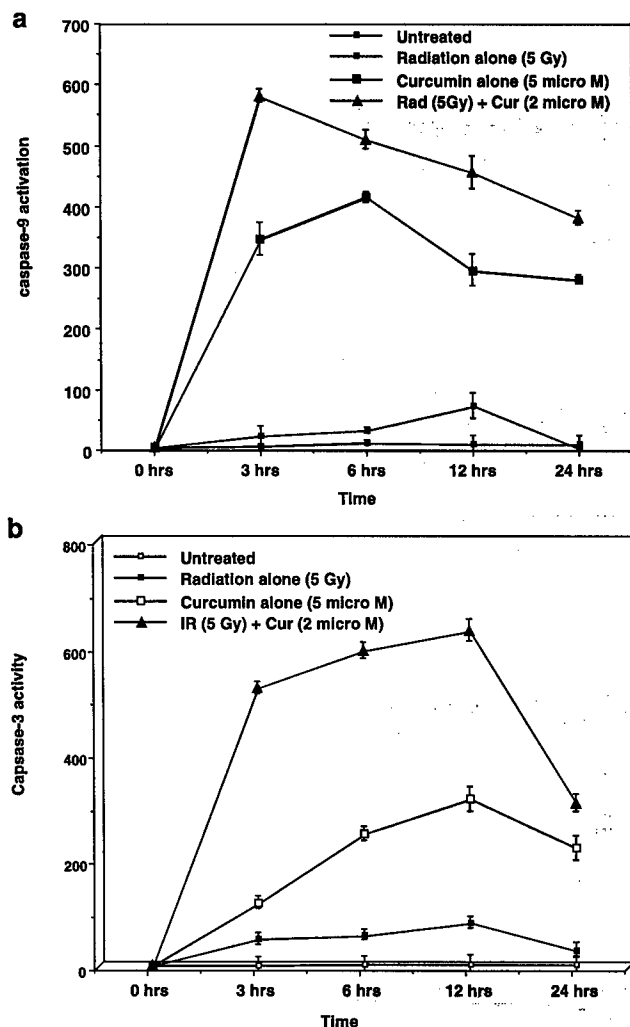 a
700
600
500
400
300
200
100
0
caspase-9 activation
Untreated
Radiation alone (5 Gy)
Curcumin alone (5 micro M)
Rad (5Gy) + Cur (2 micro M)
0 hrs
3 hrs
6 hrs
12 hrs
24 hrs
Time
b
800
600
400
200
0
Capsase-3 activity
Untreated
Radiation alone (5 Gy)
Curcumin alone (5 micro M)
IR (5 Gy) + Cur (2 micro M)
0 hrs
3 hrs
6 hrs
12 hrs
24 hrs
Time